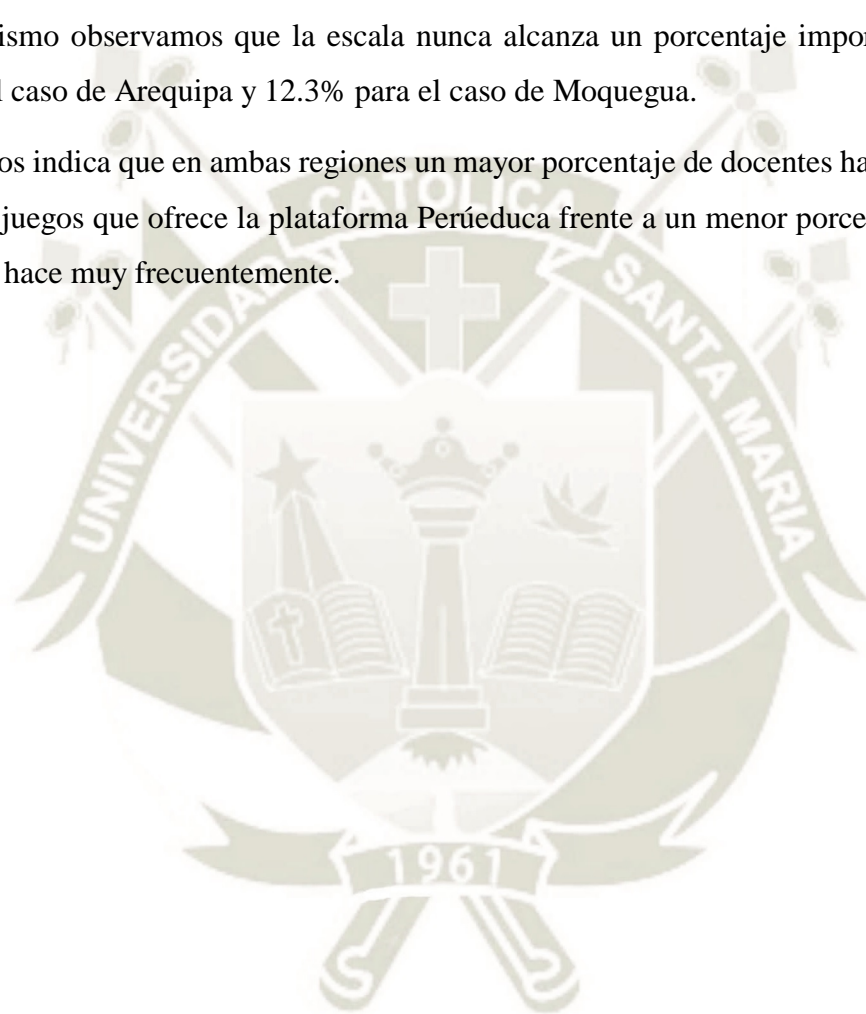 ismo observamos que la escala nunca alcanza un porcentaje impor
l caso de Arequipa y 12.3% para el caso de Moquegua.
os indica que en ambas regiones un mayor porcentaje de docentes ha
juegos que ofrece la plataforma Perúeduca frente a un menor porce
hace muy frecuentemente.
UNIVERSIDAD CATOLICA SANTA MARIA
1961